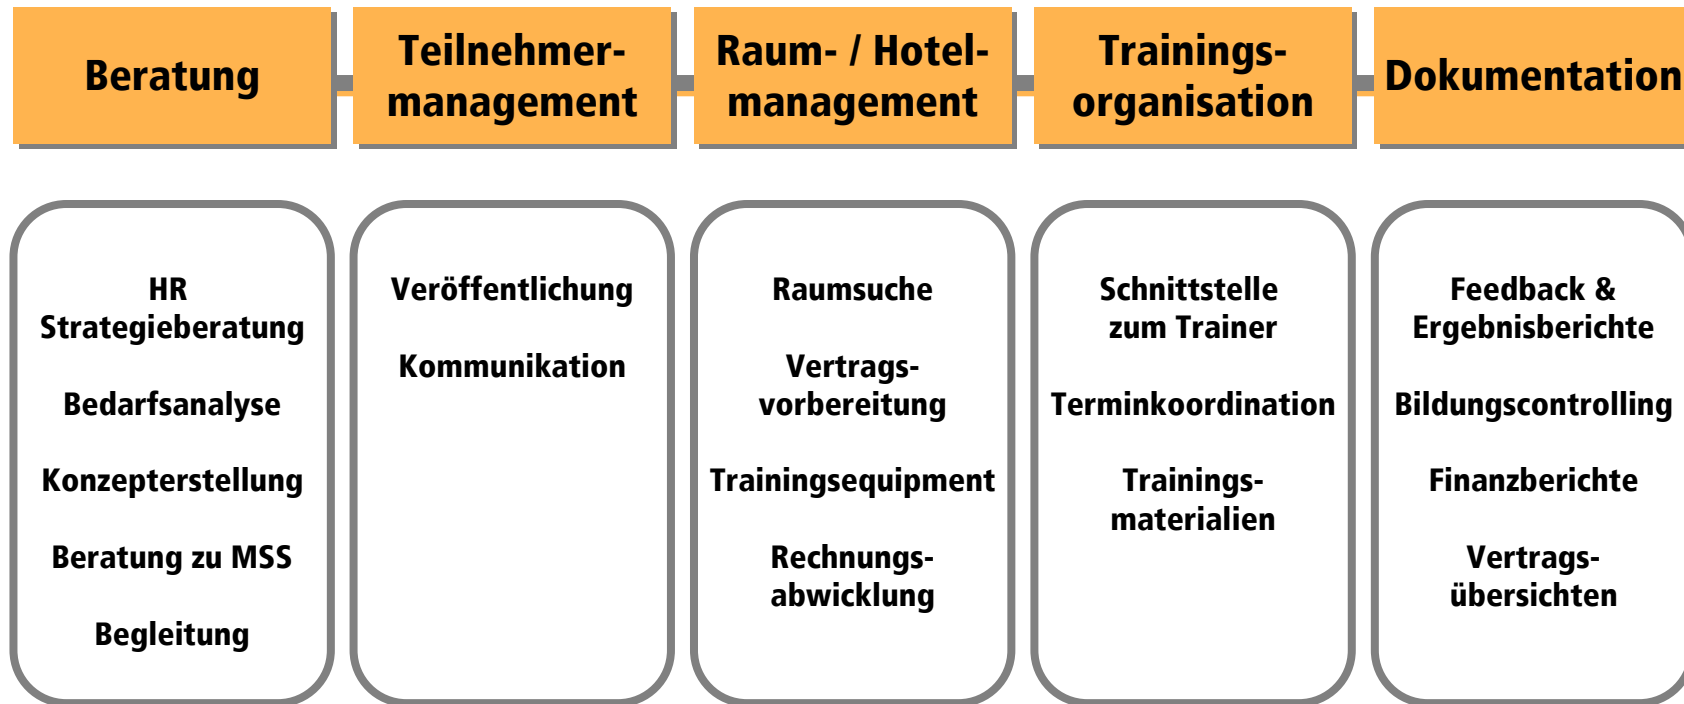 Beratung
Teilnehmer-
management
Raum- / Hotel-
management
Trainings-
organisation
Dokumentation
HR
Strategieberatung
Bedarfsanalyse
Konzepterstellung
Beratung zu MSS
Begleitung
Veröffentlichung
Kommunikation
Raumsuche
Vertrags-
vorbereitung
Trainingsequipment
Rechnungs-
abwicklung
Schnittstelle
zum Trainer
Terminkoordination
Trainings-
materialien
Feedback &
Ergebnisberichte
Bildungscontrolling
Finanzberichte
Vertrags-
übersichten